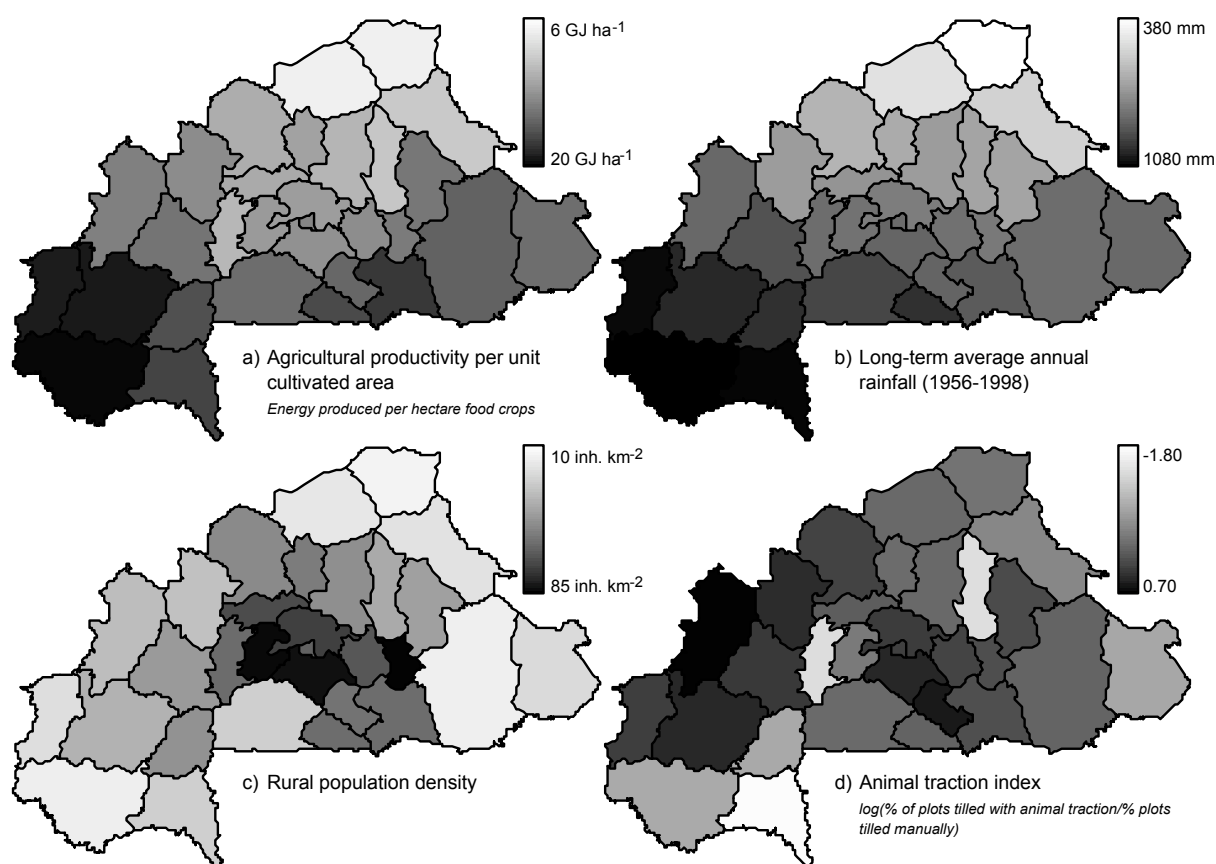 6 GJ ha-1
20 GJ ha-1
a) Agricultural productivity per unit
cultivated area
Energy produced per hectare food crops
380 mm
1080 mm
b) Long-term average annual
rainfall (1956-1998)
10 inh. km-2
85 inh. km-2
c) Rural population density
-1.80
0.70
d) Animal traction index
log(% of plots tilled with animal traction/% plots
tilled manually)